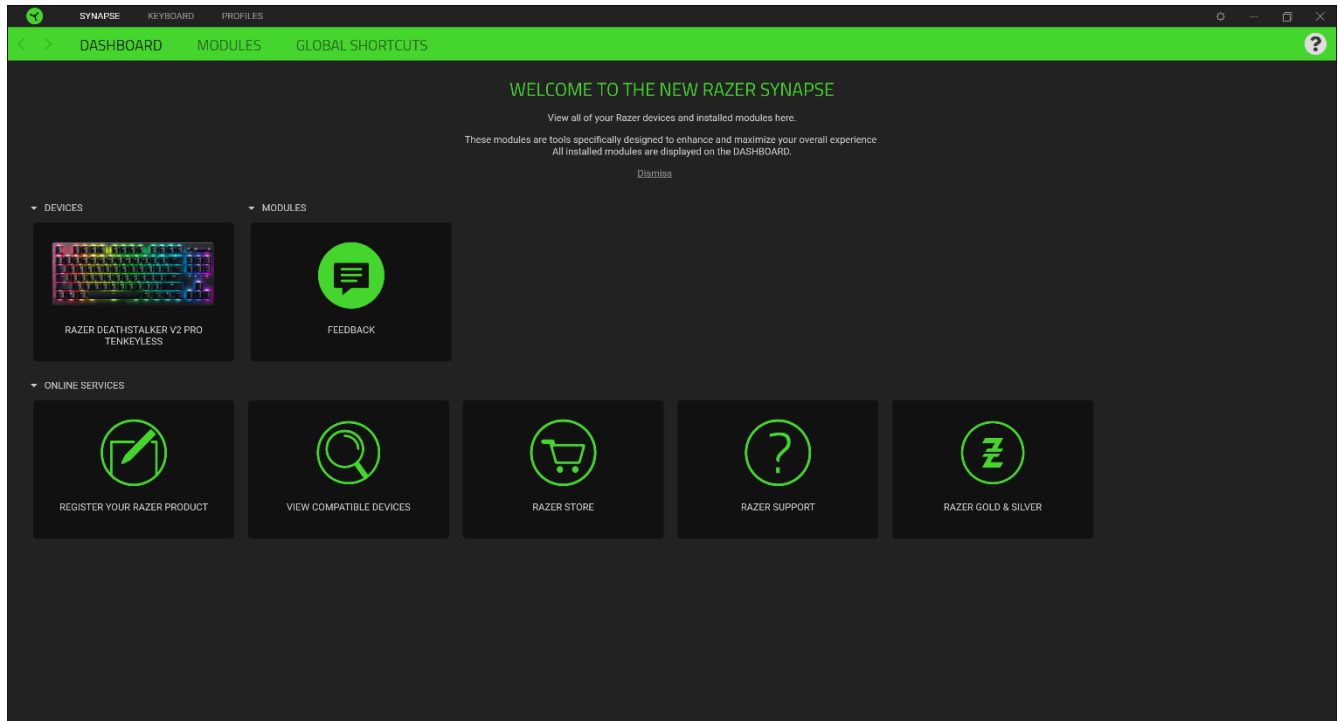 SYNAPSE KEYBOARD PROFILES
DASHBOARD MODULES GLOBAL SHORTCUTS ?
WELCOME TO THE NEW RAZER SYNAPSE
View all of your Razer devices and installed modules here.
These modules are tools specifically designed to enhance and maximize your overall experience.
All installed modules are displayed on the DASHBOARD.
Dismiss
DEVICES
MODULES
RAZER DEATHSTALKER V2 PRO
TENKEYLESS
FEEDBACK
ONLINE SERVICES
REGISTER YOUR RAZER PRODUCT
VIEW COMPATIBLE DEVICES
RAZER STORE
RAZER SUPPORT
RAZER GOLD & SILVER